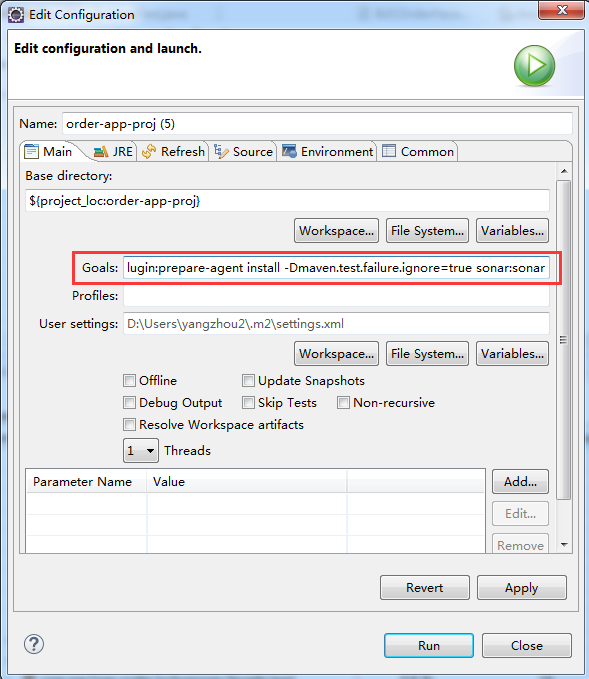 Edit Configuration
Edit configuration and launch.
Name: order-app-proj (5)
Main JRE Refresh Source Environment Common
Base directory:
${project_loc:order-app-proj}
Workspace... File System... Variables...
Goals: lugin:prepare-agent install -Dmaven.test.failure.ignore=true sonar:sonar
Profiles:
User settings: D:\Users\yangzhou2\.m2\settings.xml
Workspace... File System... Variables...
Offline Update Snapshots
Debug Output Skip Tests Non-recursive
Resolve Workspace artifacts
1 Threads
Parameter Name Value Add...
Edit...
Remove
Revert Apply
? Run Close